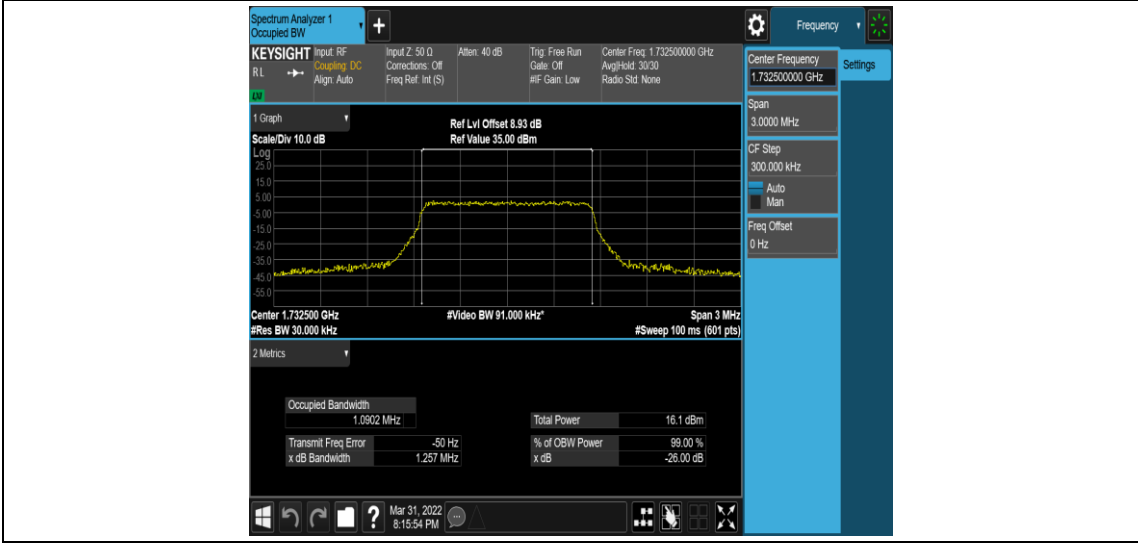 Spectrum Analyzer 1
Occupied BW
+
Frequency
KEYSIGHT
RL
LXI
Input: RF
Coupling: DC
Align: Auto
Input Z: 50 Ω
Corrections: Off
Freq Ref: Int (S)
Atten: 40 dB
Trig: Free Run
Gate: Off
#IF Gain: Low
Center Freq: 1.732500000 GHz
Avg|Hold: 30/30
Radio Std: None
Center Frequency
1.732500000 GHz
Settings
Span
3.0000 MHz
CF Step
300.000 kHz
Auto
Man
Freq Offset
0 Hz
1 Graph
Scale/Div 10.0 dB
Ref Lvl Offset 8.93 dB
Ref Value 35.00 dBm
Log
25.0
15.0
5.00
-5.00
-15.0
-25.0
-35.0
-45.0
-55.0
Center 1.732500 GHz
#Res BW 30.000 kHz
#Video BW 91.000 kHz*
Span 3 MHz
#Sweep 100 ms (601 pts)
2 Metrics
Occupied Bandwidth
1.0902 MHz
Total Power 16.1 dBm
Transmit Freq Error -50 Hz
% of OBW Power 99.00 %
x dB Bandwidth 1.257 MHz
x dB -26.00 dB
?
Mar 31, 2022
8:15:54 PM